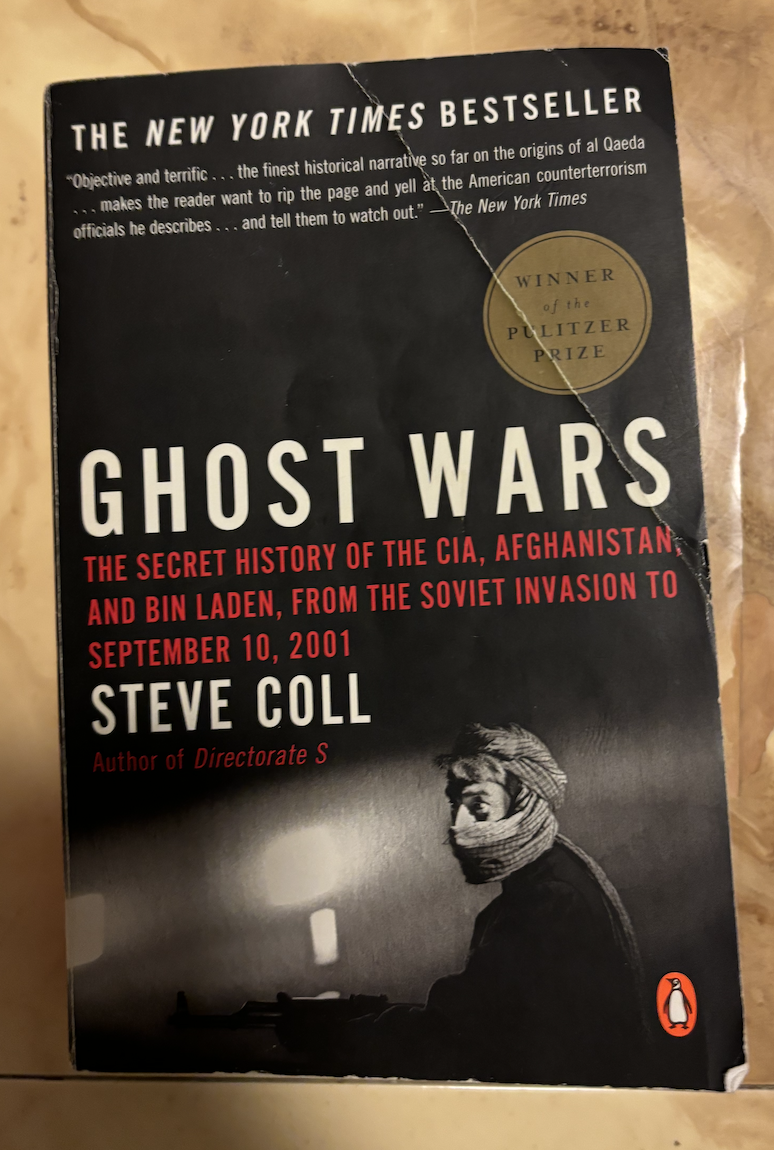 THE NEW YORK TIMES BESTSELLER
“Objective and terrific . . . the finest historical narrative so far on the origins of al Qaeda
. . . makes the reader want to rip the page and yell at the American counterterrorism
officials he describes . . . and tell them to watch out.” —The New York Times
WINNER
of the
PULITZER
PRIZE
GHOST WARS
THE SECRET HISTORY OF THE CIA, AFGHANISTAN,
AND BIN LADEN, FROM THE SOVIET INVASION TO
SEPTEMBER 10, 2001
STEVE COLL
Author of Directorate S